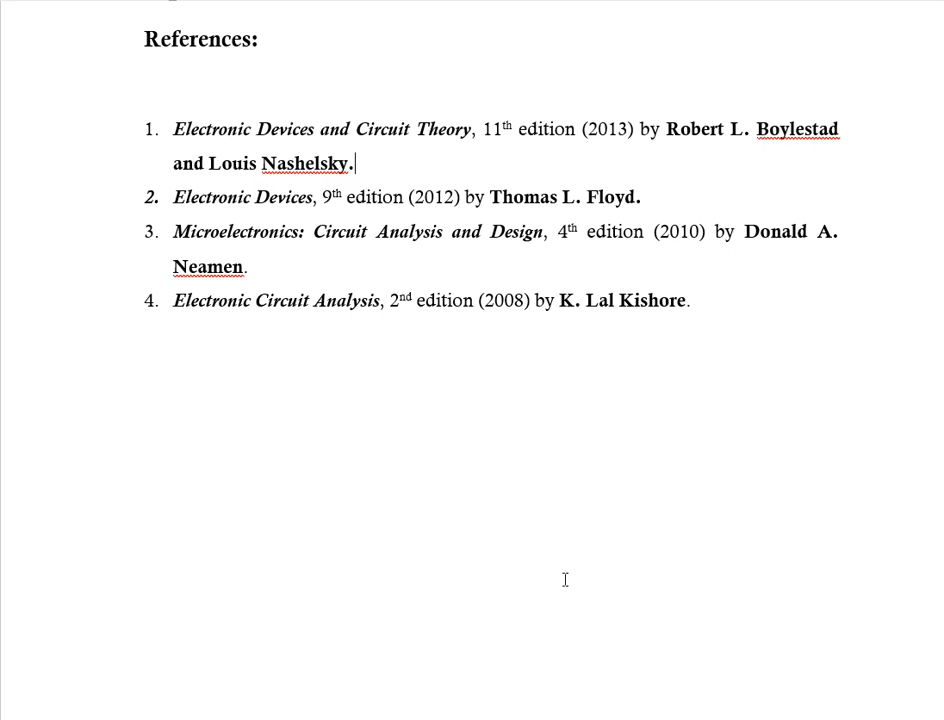 References:
1. Electronic Devices and Circuit Theory, 11th edition (2013) by Robert L. Boylestad
and Louis Nashelsky.
2. Electronic Devices, 9th edition (2012) by Thomas L. Floyd.
3. Microelectronics: Circuit Analysis and Design, 4th edition (2010) by Donald A.
Neamen.
4. Electronic Circuit Analysis, 2nd edition (2008) by K. Lal Kishore.